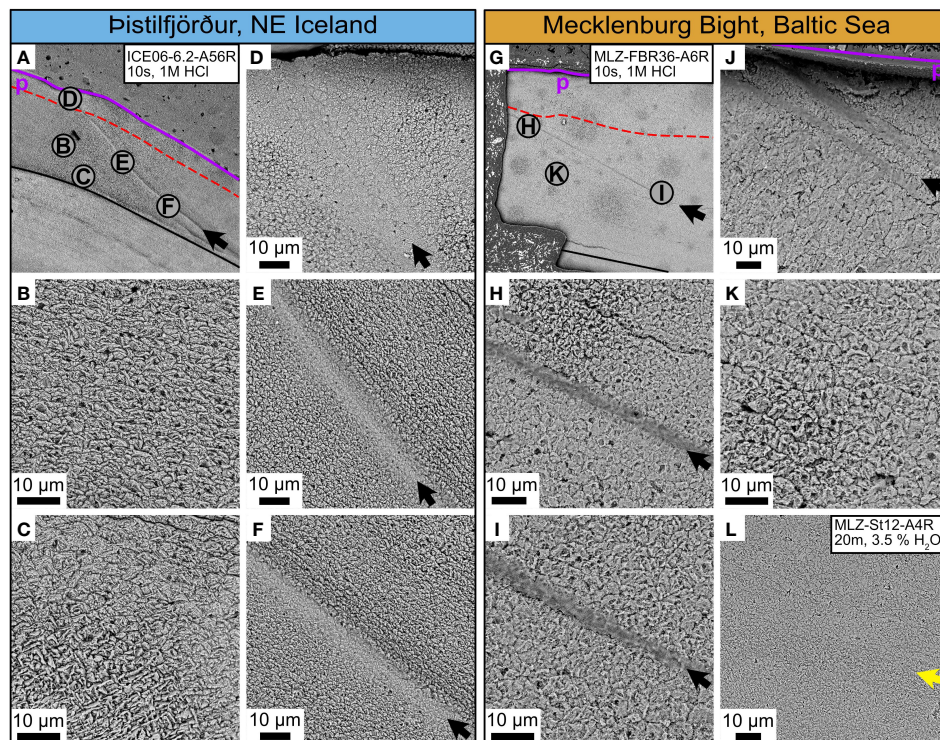 Þistilfjörður, NE Iceland
Mecklenburg Bight, Baltic Sea
A
ICE06-6.2-A56R
10s, 1M HCl
p
D
B
E
C
F
D
10 µm
G
MLZ-FBR36-A6R
10s, 1M HCl
p
H
K
I
J
p
10 µm
B
10 µm
E
10 µm
H
10 µm
K
10 µm
C
10 µm
F
10 µm
I
10 µm
L
MLZ-St12-A4R
20m, 3.5 % H₂O
10 µm